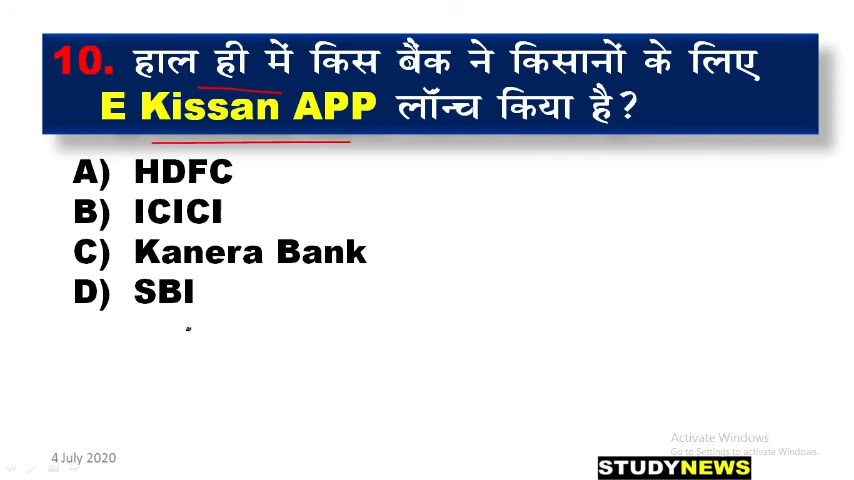 10. हाल ही में किस बैंक ने किसानों के लिए
E Kissan APP लॉन्च किया है?
A) HDFC
B) ICICI
C) Kanera Bank
D) SBI
Activate Windows
Go to Settings to activate Windows.
4 July 2020
STUDYNEWS